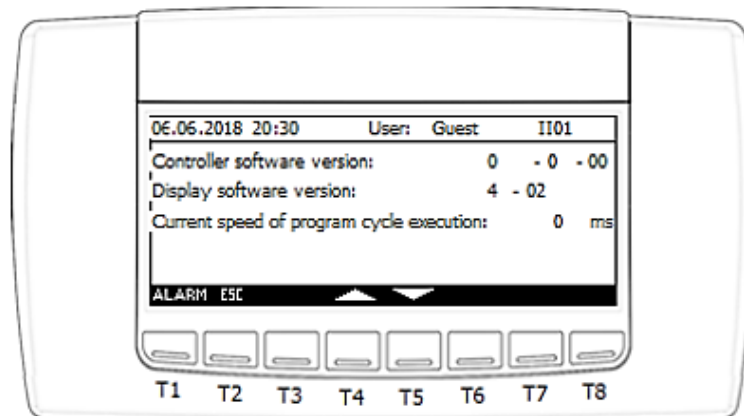 06.06.2018 20:30 User: Guest II01
Controller software version: 0 - 0 - 00
Display software version: 4 - 02
Current speed of program cycle execution: 0 ms
ALARM ESC
T1 T2 T3 T4 T5 T6 T7 T8